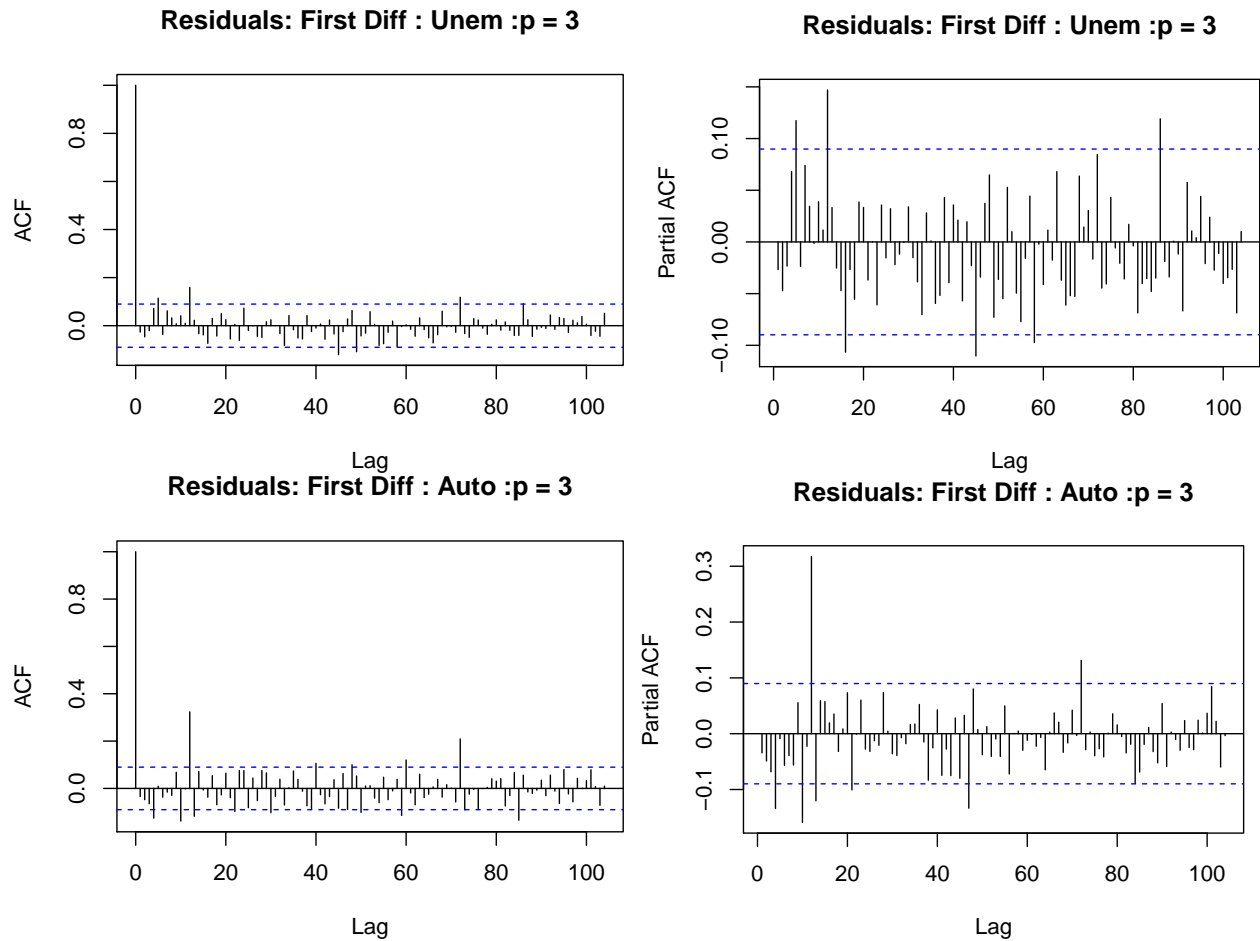 Residuals: First Diff : Unem :p = 3
ACF
0.0 0.4 0.8
0 20 40 60 80 100
Lag
Residuals: First Diff : Unem :p = 3
Partial ACF
−0.10 0.00 0.10
0 20 40 60 80 100
Lag
Residuals: First Diff : Auto :p = 3
ACF
0.0 0.4 0.8
0 20 40 60 80 100
Lag
Residuals: First Diff : Auto :p = 3
Partial ACF
−0.1 0.0 0.1 0.2 0.3
0 20 40 60 80 100
Lag